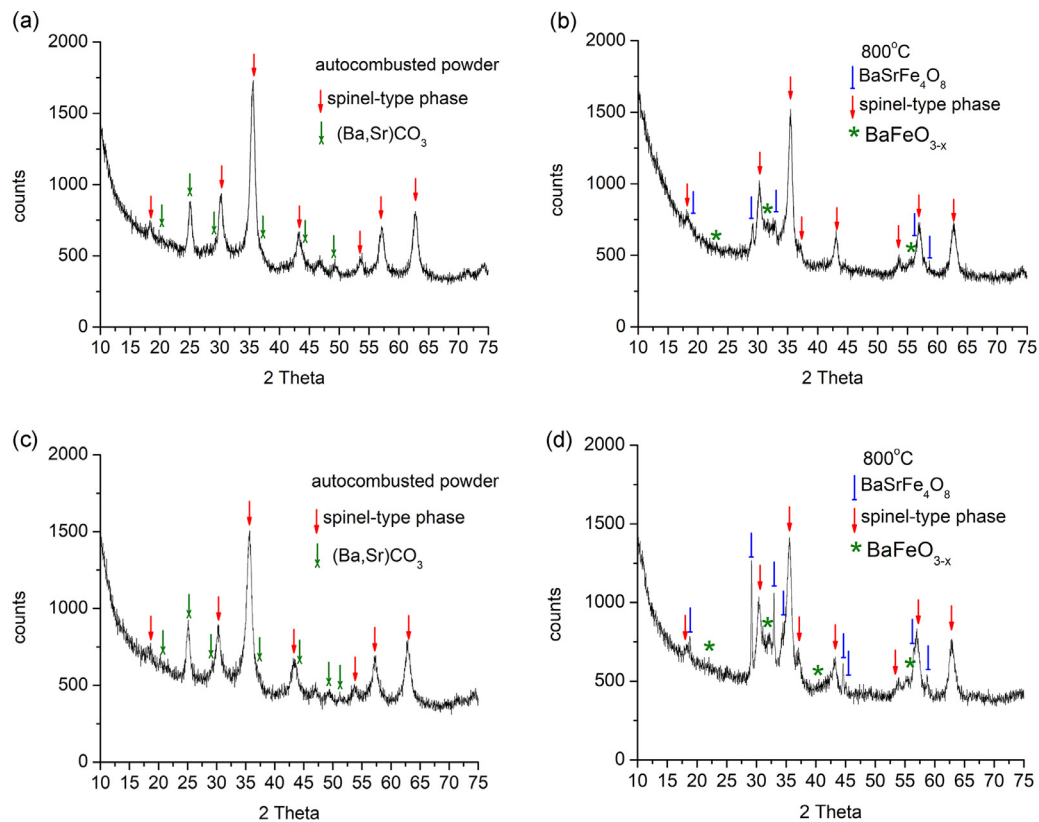 (a)
2000
1500
1000
500
0
counts
autocombusted powder
spinel-type phase
(Ba,Sr)CO₃
10 15 20 25 30 35 40 45 50 55 60 65 70 75
2 Theta
(b)
2000
1500
1000
500
0
counts
800°C
BaSrFe₄O₈
spinel-type phase
* BaFeO₃₋ₓ
* * *
10 15 20 25 30 35 40 45 50 55 60 65 70 75
2 Theta
(c)
2000
1500
1000
500
0
counts
autocombusted powder
spinel-type phase
(Ba,Sr)CO₃
10 15 20 25 30 35 40 45 50 55 60 65 70 75
2 Theta
(d)
2000
1500
1000
500
0
counts
800°C
BaSrFe₄O₈
spinel-type phase
* BaFeO₃₋ₓ
* * * *
10 15 20 25 30 35 40 45 50 55 60 65 70 75
2 Theta